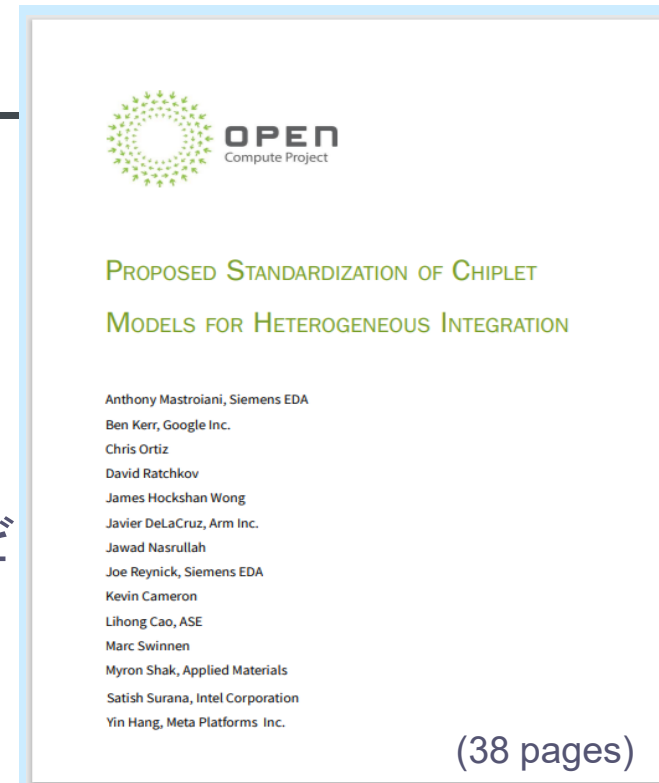 OPEN
Compute Project
PROPOSED STANDARDIZATION OF CHIPLET
MODELS FOR HETEROGENEOUS INTEGRATION
Anthony Mastroiani, Siemens EDA
Ben Kerr, Google Inc.
Chris Ortiz
David Ratchkov
James Hockshan Wong
Javier DeLaCruz, Arm Inc.
Jawad Nasrullah
ど
Joe Reynick, Siemens EDA
Kevin Cameron
Lihong Cao, ASE
Marc Swinnen
Myron Shak, Applied Materials
Satish Surana, Intel Corporation
Yin Hang, Meta Platforms Inc.
(38 pages)